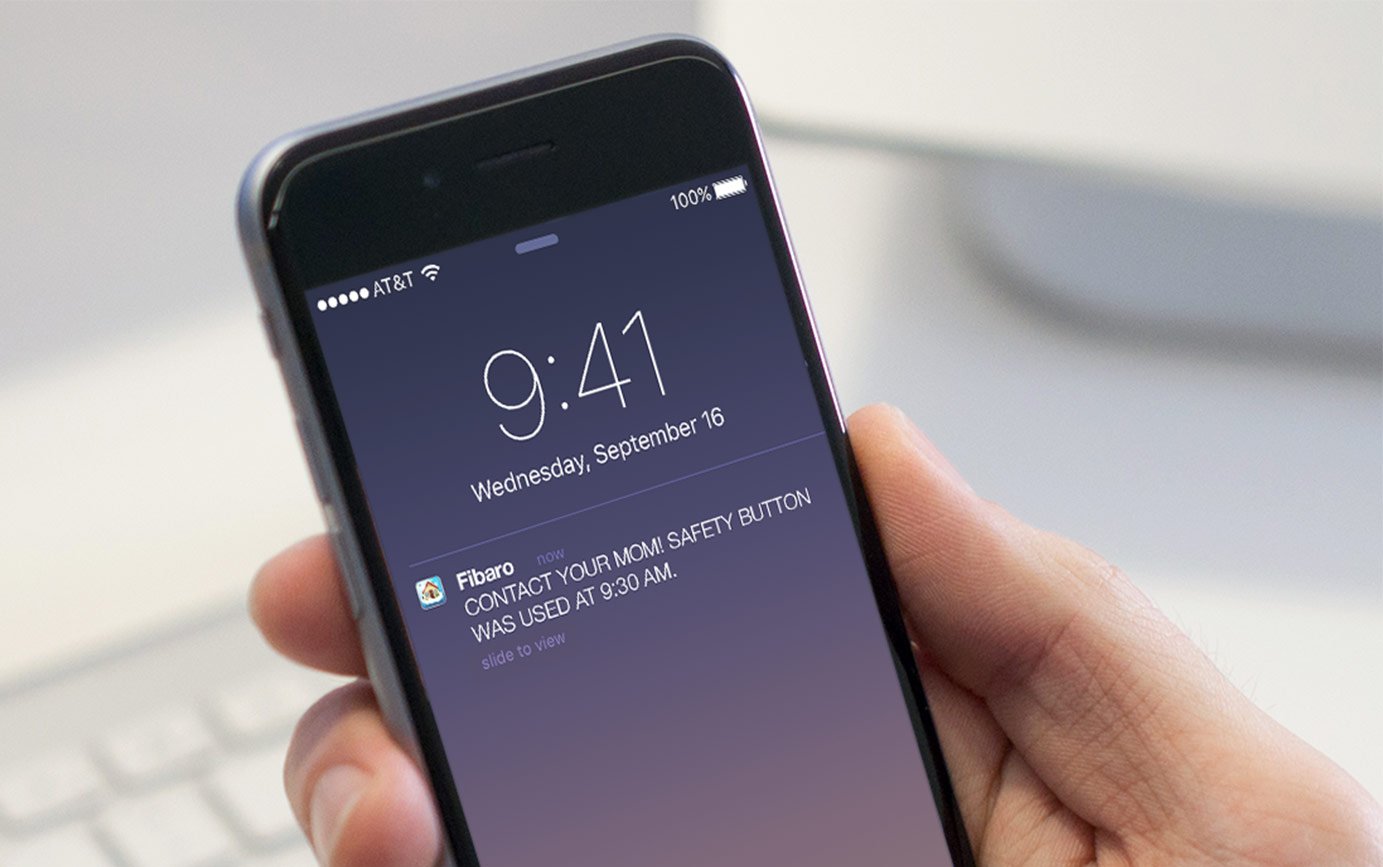 ●●●●● AT&T 100%
9:41
Wednesday, September 16
Fibaro now
CONTACT YOUR MOM! SAFETY BUTTON
WAS USED AT 9:30 AM.
slide to view